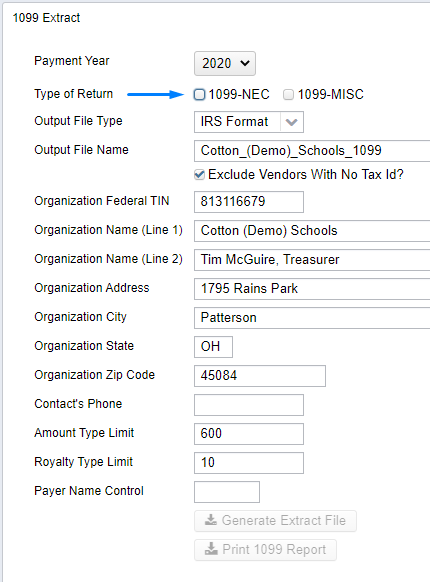 1099 Extract
Payment Year 2020
Type of Return 1099-NEC 1099-MISC
Output File Type IRS Format
Output File Name Cotton_(Demo)_Schools_1099
Exclude Vendors With No Tax Id?
Organization Federal TIN 813116679
Organization Name (Line 1) Cotton (Demo) Schools
Organization Name (Line 2) Tim McGuire, Treasurer
Organization Address 1795 Rains Park
Organization City Patterson
Organization State OH
Organization Zip Code 45084
Contact's Phone
Amount Type Limit 600
Royalty Type Limit 10
Payer Name Control
Generate Extract File
Print 1099 Report